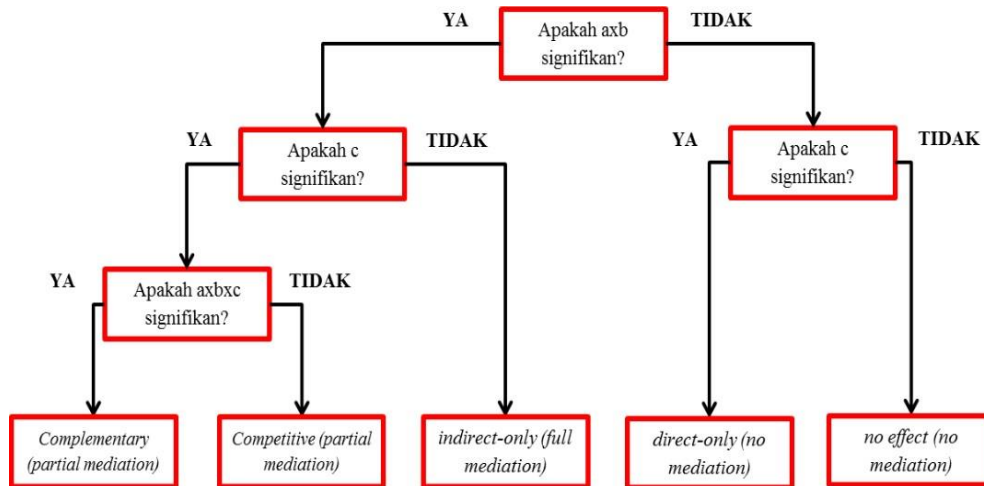 YA
TIDAK
Apakah axb
signifikan?
YA
TIDAK
Apakah c
signifikan?
YA
TIDAK
Apakah c
signifikan?
YA
TIDAK
Apakah axbxc
signifikan?
Complementary
(partial mediation)
Competitive (partial
mediation)
indirect-only (full
mediation)
direct-only (no
mediation)
no effect (no
mediation)